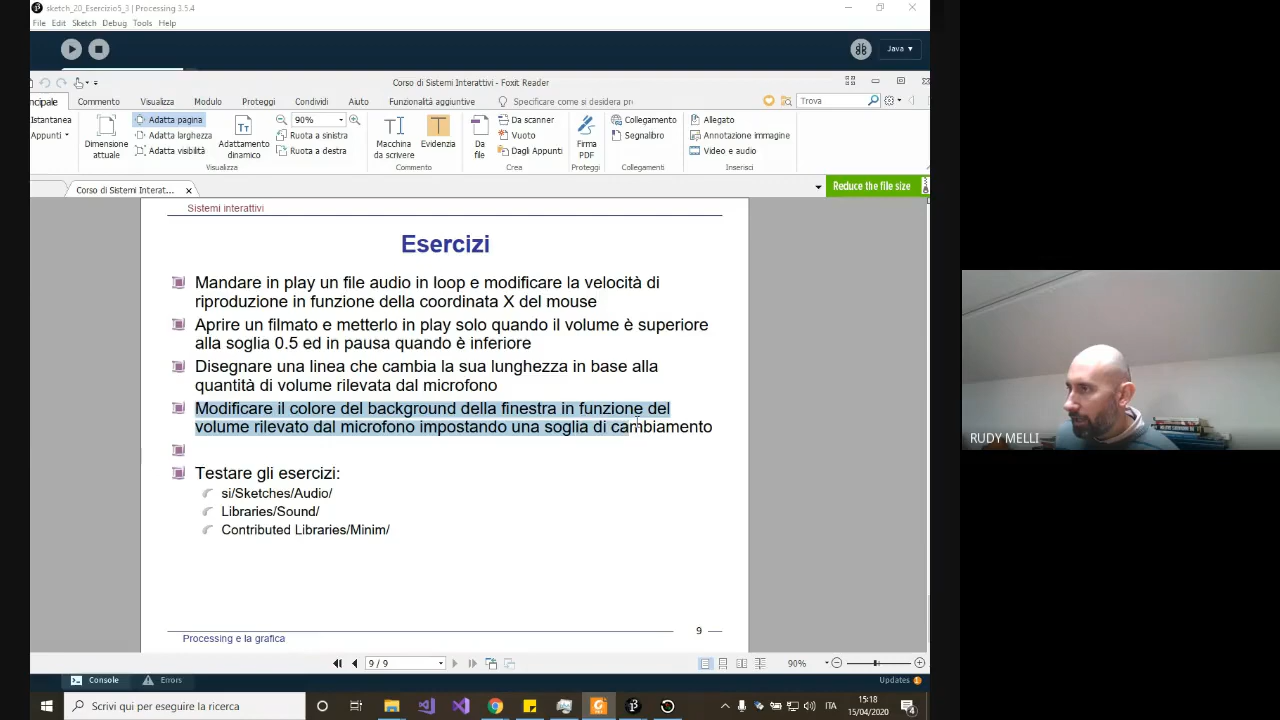 sketch_20_Esercizio5_3 | Processing 3.5.4
File Edit Sketch Debug Tools Help
Java
Corso di Sistemi Interattivi - Foxit Reader
ncipale Commento Visualizza Modulo Proteggi Condividi Aiuto Funzionalità aggiuntive Specificare come si desidera pr Trova
Istantanea
Appunti
Dimensione attuale
Adatta pagina
Adatta larghezza
Adatta visibilità
Adattamento dinamico
90%
Ruota a sinistra
Ruota a destra
Visualizza
Macchina da scrivere
Evidenzia
Commento
Da file
Da scanner
Vuoto
Dagli Appunti
Crea
Firma PDF
Proteggi
Collegamento
Segnalibro
Collegamenti
Allegato
Annotazione immagine
Video e audio
Inserisci
Corso di Sistemi Interat...
Reduce the file size
Sistemi interattivi
Esercizi
Mandare in play un file audio in loop e modificare la velocità di
riproduzione in funzione della coordinata X del mouse
Aprire un filmato e metterlo in play solo quando il volume è superiore
alla soglia 0.5 ed in pausa quando è inferiore
Disegnare una linea che cambia la sua lunghezza in base alla
quantità di volume rilevata dal microfono
Modificare il colore del background della finestra in funzione del
volume rilevato dal microfono impostando una soglia di cambiamento
Testare gli esercizi:
si/Sketches/Audio/
Libraries/Sound/
Contributed Libraries/Minim/
Processing e la grafica
9
9 / 9
90%
Console Errors
Updates 1
Scrivi qui per eseguire la ricerca
ITA
15:18
15/04/2020
4
RUDY MELLI